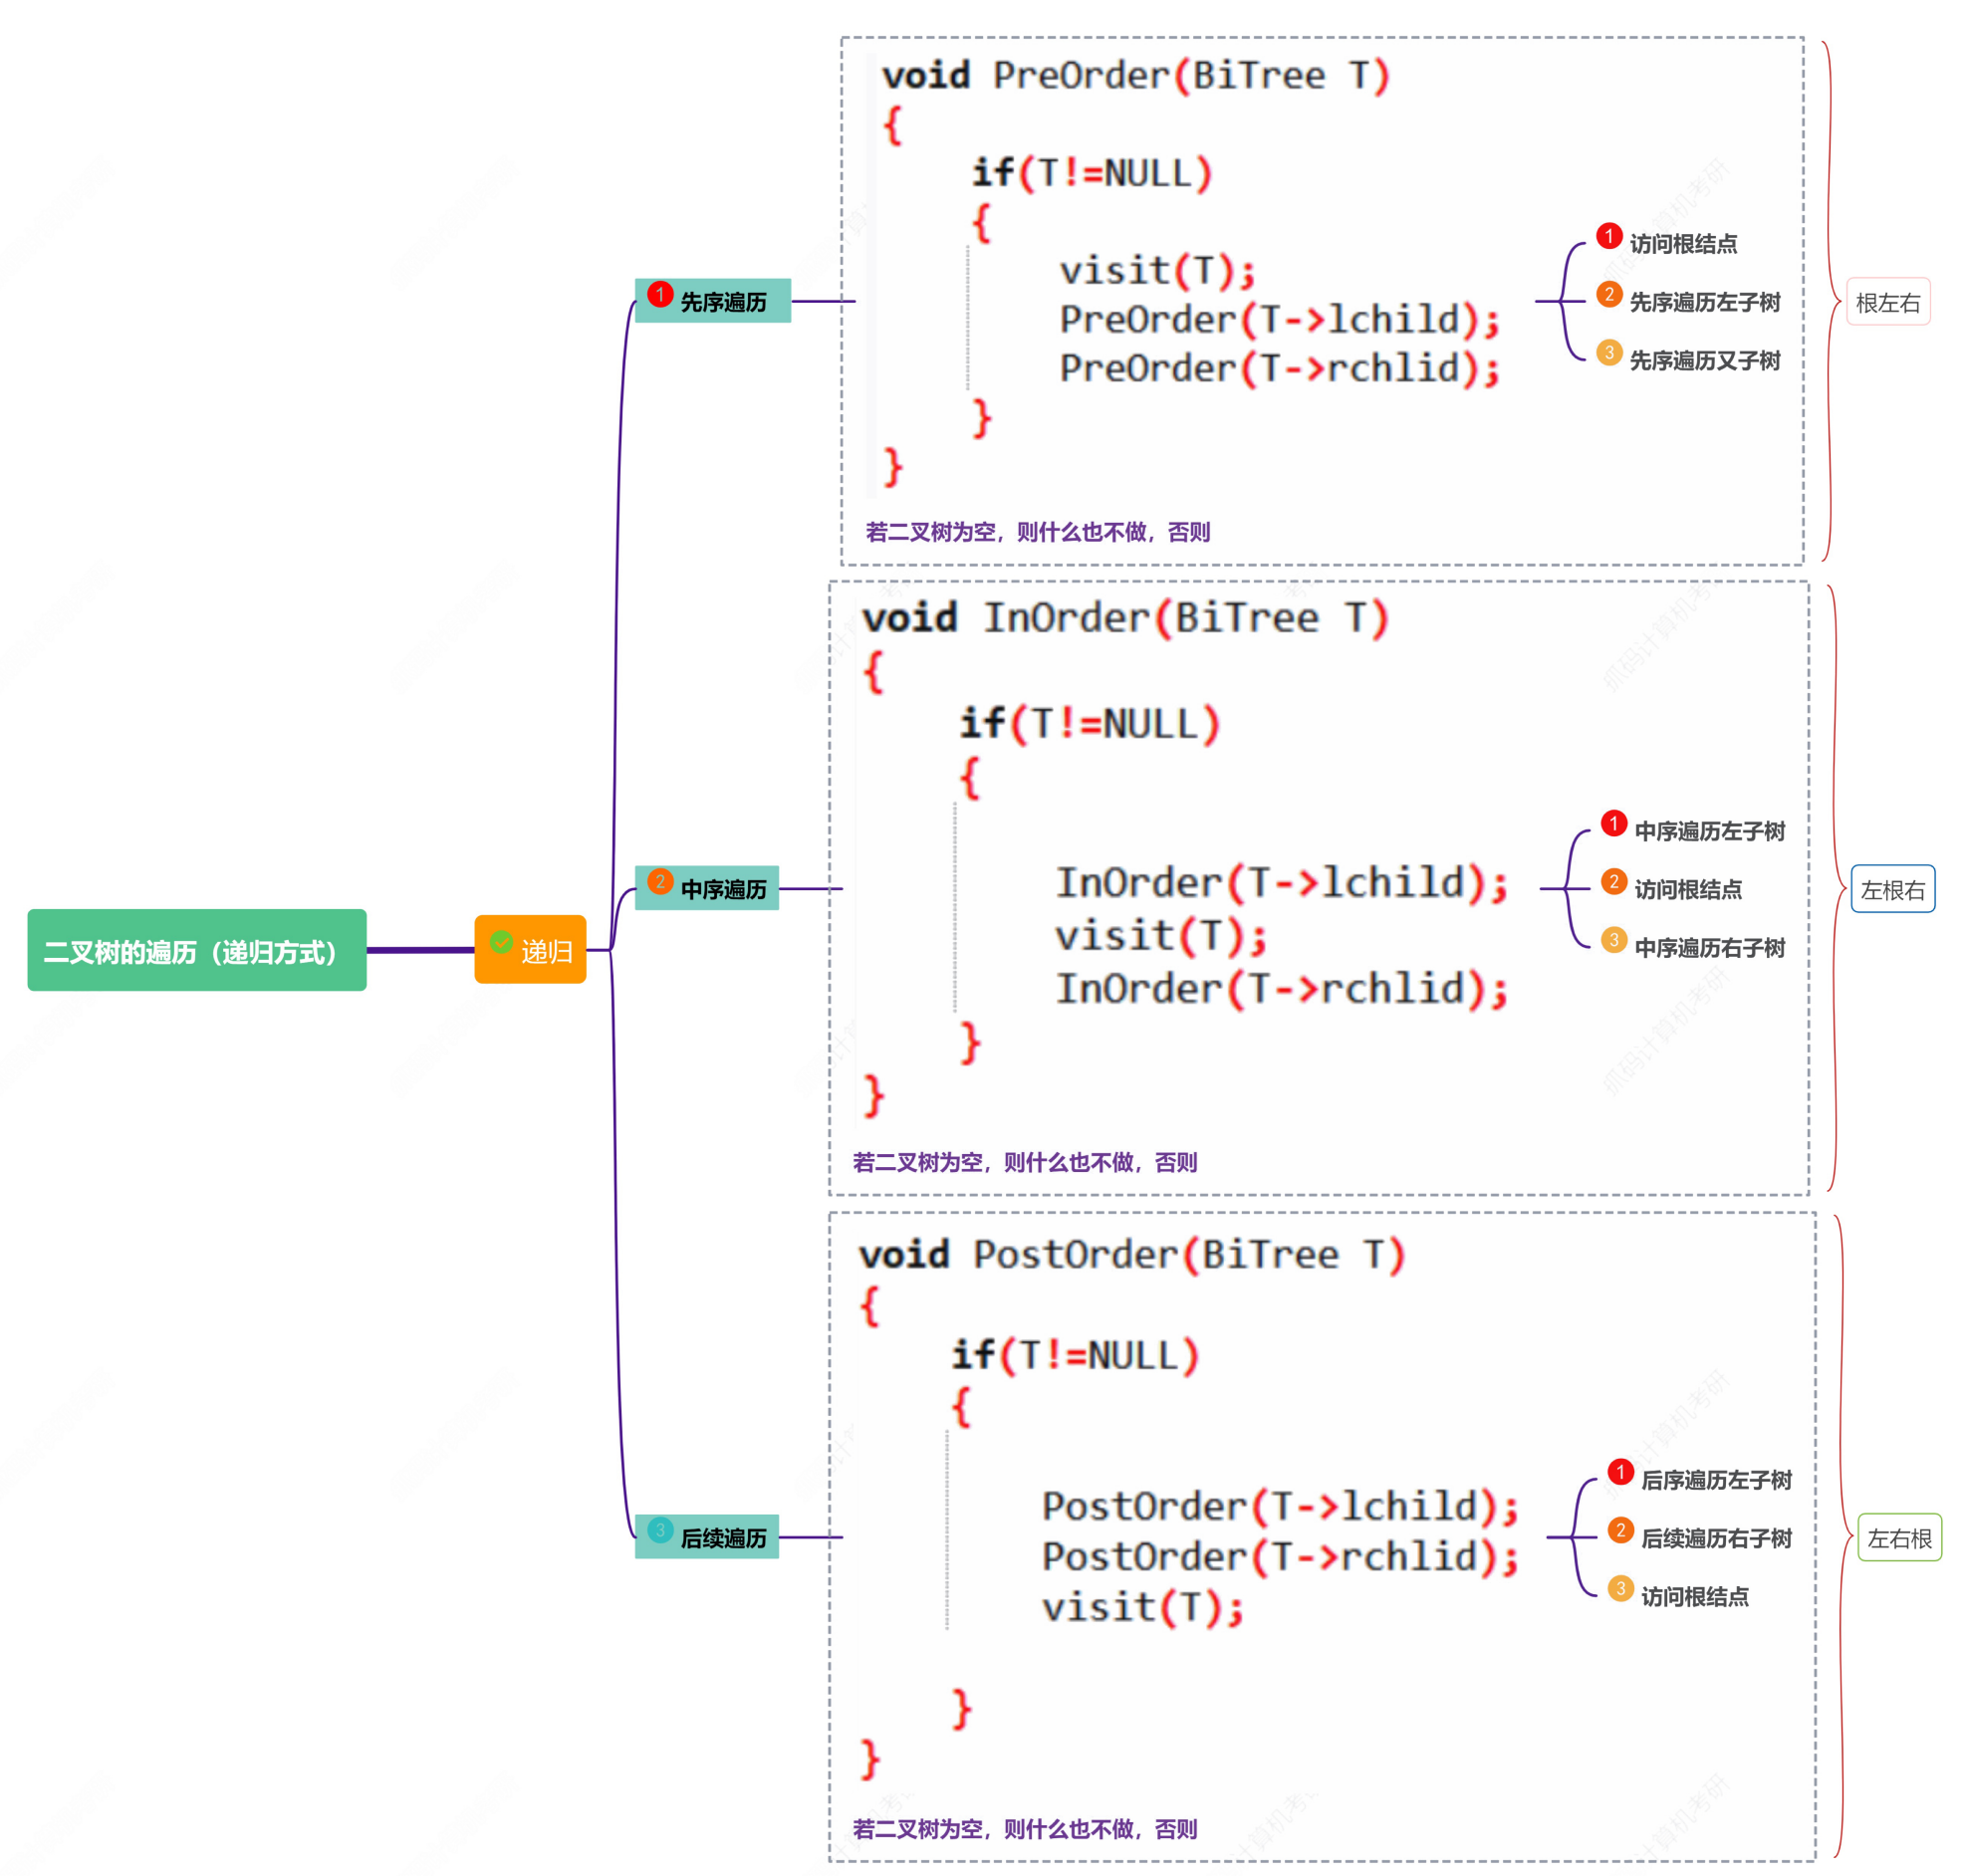 二叉树的遍历（递归方式）
递归
1 先序遍历
void PreOrder(BiTree T)
{
if(T!=NULL)
{
visit(T);
PreOrder(T->lchild);
PreOrder(T->rchlid);
}
}
若二叉树为空，则什么也不做，否则
1 访问根结点
2 先序遍历左子树
3 先序遍历又子树
根左右
2 中序遍历
void InOrder(BiTree T)
{
if(T!=NULL)
{
InOrder(T->lchild);
visit(T);
InOrder(T->rchlid);
}
}
若二叉树为空，则什么也不做，否则
1 中序遍历左子树
2 访问根结点
3 中序遍历右子树
左根右
3 后续遍历
void PostOrder(BiTree T)
{
if(T!=NULL)
{
PostOrder(T->lchild);
PostOrder(T->rchlid);
visit(T);
}
}
若二叉树为空，则什么也不做，否则
1 后序遍历左子树
2 后续遍历右子树
3 访问根结点
左右根
抓码计算机考研